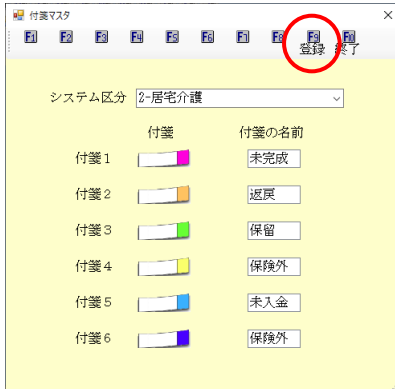 付箋マスタ
F1 F2 F3 F4 F5 F6 F7 F8 F9 F10
登録 終了
システム区分 2-居宅介護
付箋 付箋の名前
付箋1 未完成
付箋2 返戻
付箋3 保留
付箋4 保険外
付箋5 未入金
付箋6 保険外